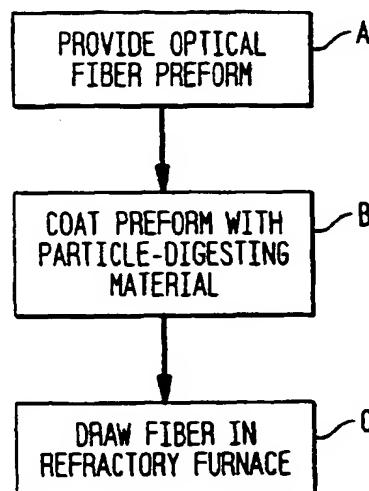 PROVIDE OPTICAL
FIBER PREFORM
A
COAT PREFORM WITH
PARTICLE-DIGESTING
MATERIAL
B
DRAW FIBER IN
REFRACTORY FURNACE
C